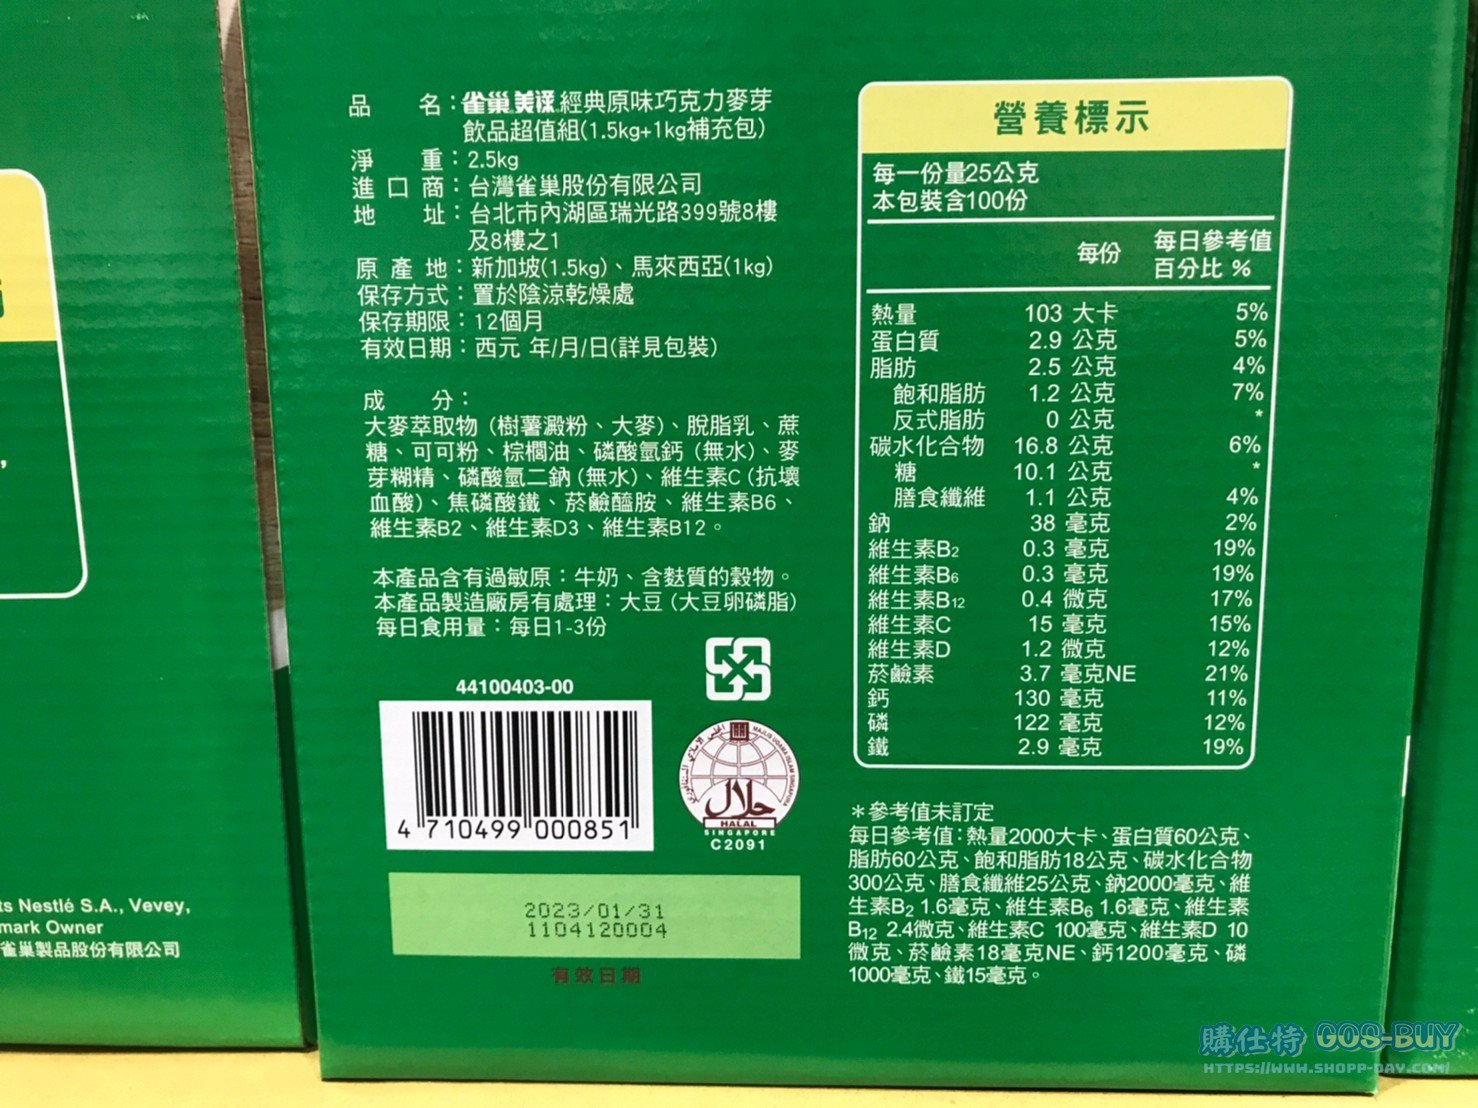 品 名：雀巢美祿經典原味巧克力麥芽
飲品超值組(1.5kg+1kg補充包)
淨 重：2.5kg
進 口 商：台灣雀巢股份有限公司
地 址：台北市內湖區瑞光路399號8樓
及8樓之1
原 產 地：新加坡(1.5kg)、馬來西亞(1kg)
保存方式：置於陰涼乾燥處
保存期限：12個月
有效日期：西元 年/月/日(詳見包裝)
成 分：
大麥萃取物 (樹薯澱粉、大麥)、脫脂乳、蔗
糖、可可粉、棕櫚油、磷酸氫鈣 (無水)、麥
芽糊精、磷酸氫二鈉 (無水)、維生素C (抗壞
血酸)、焦磷酸鐵、菸鹼醯胺、維生素B6、
維生素B2、維生素D3、維生素B12。
本產品含有過敏原：牛奶、含麩質的穀物。
本產品製造廠房有處理：大豆 (大豆卵磷脂)
每日食用量：每日1-3份
44100403-00
4 710499 000851
HALAL
SINGAPORE
C2091
2023/01/31
1104120004
有效日期
營養標示
每一份量25公克
本包裝含100份
每份 每日參考值
百分比 %
熱量 103 大卡 5%
蛋白質 2.9 公克 5%
脂肪 2.5 公克 4%
飽和脂肪 1.2 公克 7%
反式脂肪 0 公克 *
碳水化合物 16.8 公克 6%
糖 10.1 公克 *
膳食纖維 1.1 公克 4%
鈉 38 毫克 2%
維生素B2 0.3 毫克 19%
維生素B6 0.3 毫克 19%
維生素B12 0.4 微克 17%
維生素C 15 毫克 15%
維生素D 1.2 微克 12%
菸鹼素 3.7 毫克NE 21%
鈣 130 毫克 11%
磷 122 毫克 12%
鐵 2.9 毫克 19%
＊參考值未訂定
每日參考值：熱量2000大卡、蛋白質60公克、
脂肪60公克、飽和脂肪18公克、碳水化合物
300公克、膳食纖維25公克、鈉2000毫克、維
生素B2 1.6毫克、維生素B6 1.6毫克、維生素
B12 2.4微克、維生素C 100毫克、維生素D 10
微克、菸鹼素18毫克NE、鈣1200毫克、磷
1000毫克、鐵15毫克。
ts Nestlé S.A., Vevey,
mark Owner
雀巢製品股份有限公司
購仕特 GOS-BUY
HTTPS://WWW.SHOPP-DAY.COM/